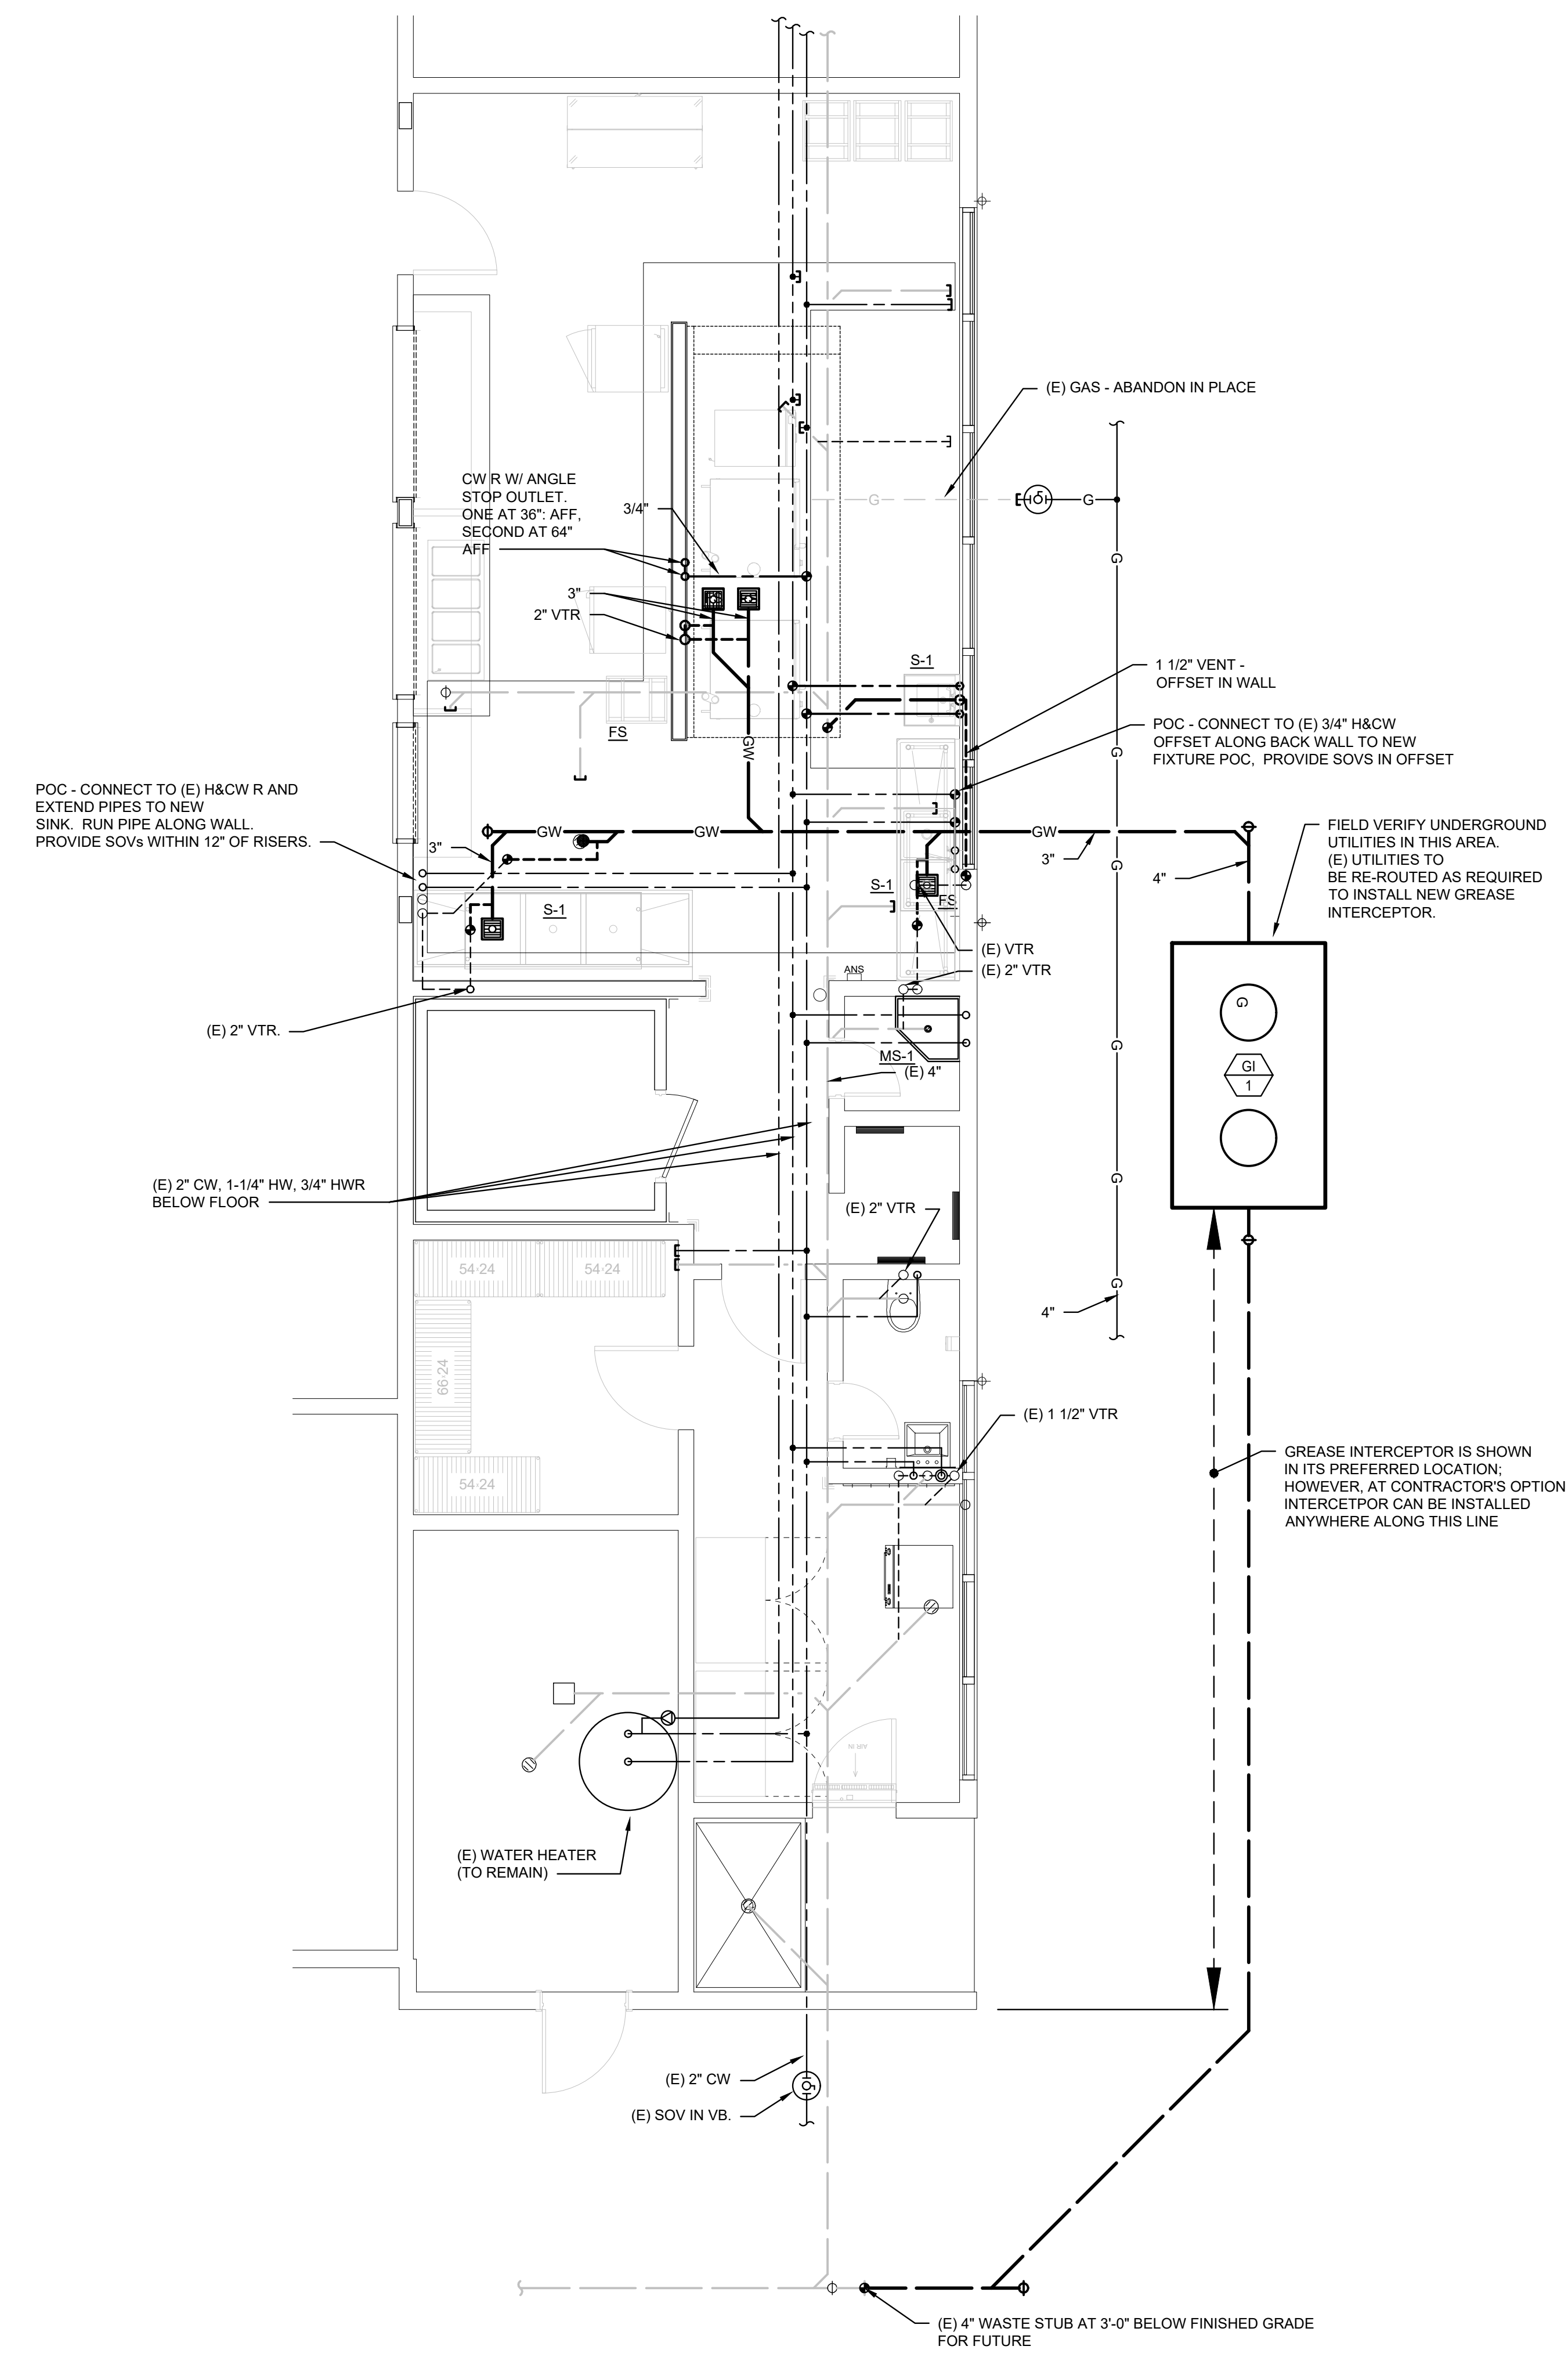 (E) GAS - ABANDON IN PLACE
CW R W/ ANGLE
STOP OUTLET.
ONE AT 36": AFF,
SECOND AT 64"
AFF
3/4"
G
G
G
3"
2" VTR
S-1
1 1/2" VENT -
OFFSET IN WALL
FS
GW
POC - CONNECT TO (E) 3/4" H&CW
OFFSET ALONG BACK WALL TO NEW
FIXTURE POC, PROVIDE SOVS IN OFFSET
G
POC - CONNECT TO (E) H&CW R AND
EXTEND PIPES TO NEW
SINK. RUN PIPE ALONG WALL.
PROVIDE SOVs WITHIN 12" OF RISERS.
GW
GW
GW
3"
3"
G
4"
FIELD VERIFY UNDERGROUND
UTILITIES IN THIS AREA.
(E) UTILITIES TO
BE RE-ROUTED AS REQUIRED
TO INSTALL NEW GREASE
INTERCEPTOR.
S-1
S-1
FS
(E) VTR
(E) 2" VTR
ANS
G
(E) 2" VTR.
G
MS-1
(E) 4"
GI
1
(E) 2" CW, 1-1/4" HW, 3/4" HWR
BELOW FLOOR
G
(E) 2" VTR
54·24
54·24
G
4"
66·24
(E) 1 1/2" VTR
54·24
GREASE INTERCEPTOR IS SHOWN
IN ITS PREFERRED LOCATION;
HOWEVER, AT CONTRACTOR'S OPTION
INTERCETPOR CAN BE INSTALLED
ANYWHERE ALONG THIS LINE
AIR IN
(E) WATER HEATER
(TO REMAIN)
(E) 2" CW
(E) SOV IN VB.
(E) 4" WASTE STUB AT 3'-0" BELOW FINISHED GRADE
FOR FUTURE